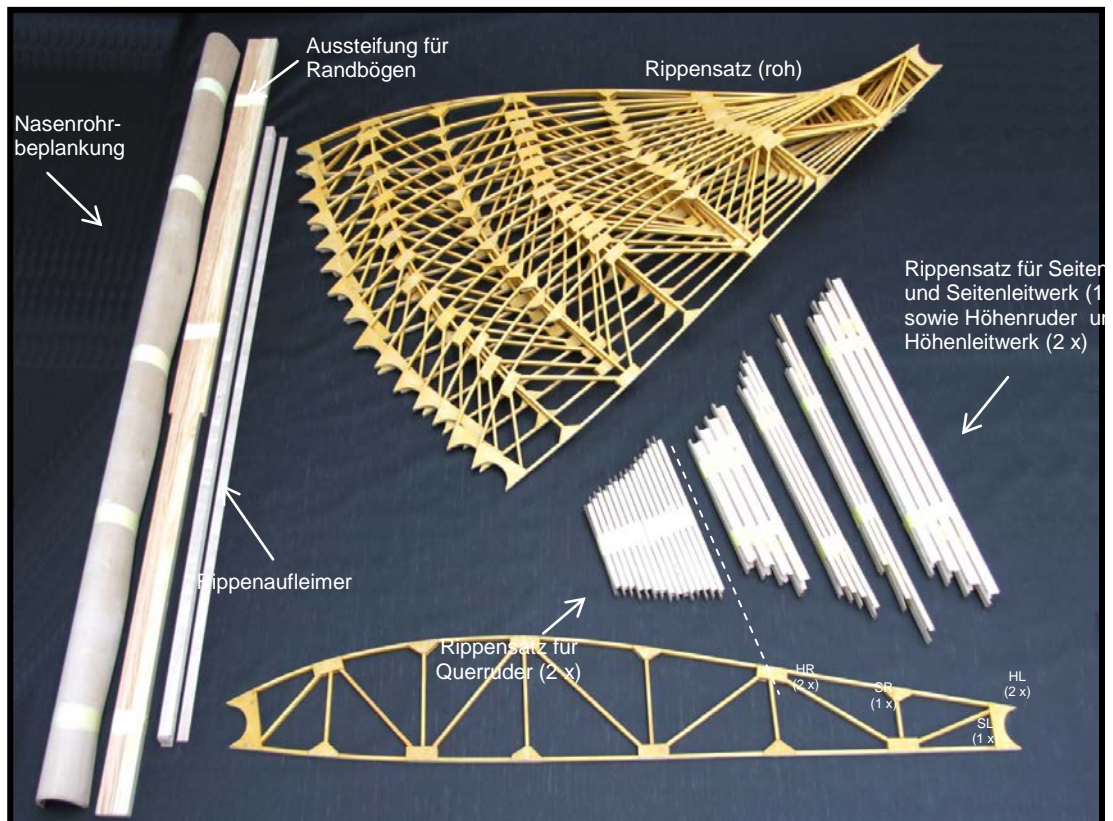 Aussteifung für
Randbögen
Rippensatz (roh)
Nasenrohr-
beplankung
Rippensatz für Seiten
und Seitenleitwerk (1
sowie Höhenruder u
Höhenleitwerk (2 x)
Rippenaufleimer
Rippensatz für
Querruder (2 x)
HR
(2 x)
SR
(1 x)
HL
(2 x)
SL
(1 x